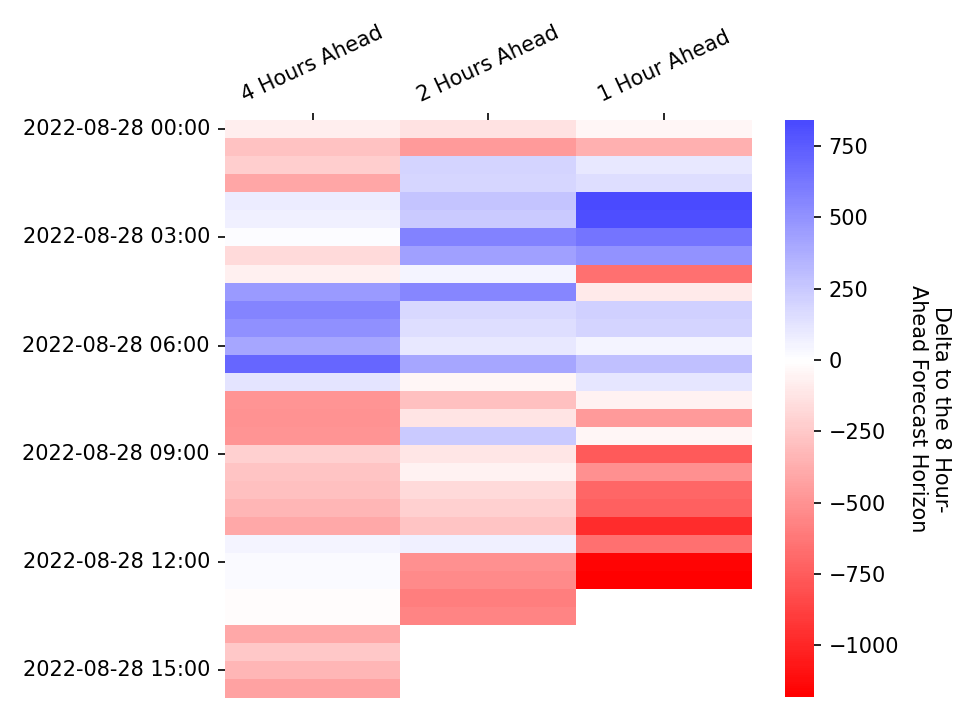 4 Hours Ahead
2 Hours Ahead
1 Hour Ahead
2022-08-28 00:00
2022-08-28 03:00
2022-08-28 06:00
2022-08-28 09:00
2022-08-28 12:00
2022-08-28 15:00
750
500
250
0
−250
−500
−750
−1000
Delta to the 8 Hour-
Ahead Forecast Horizon